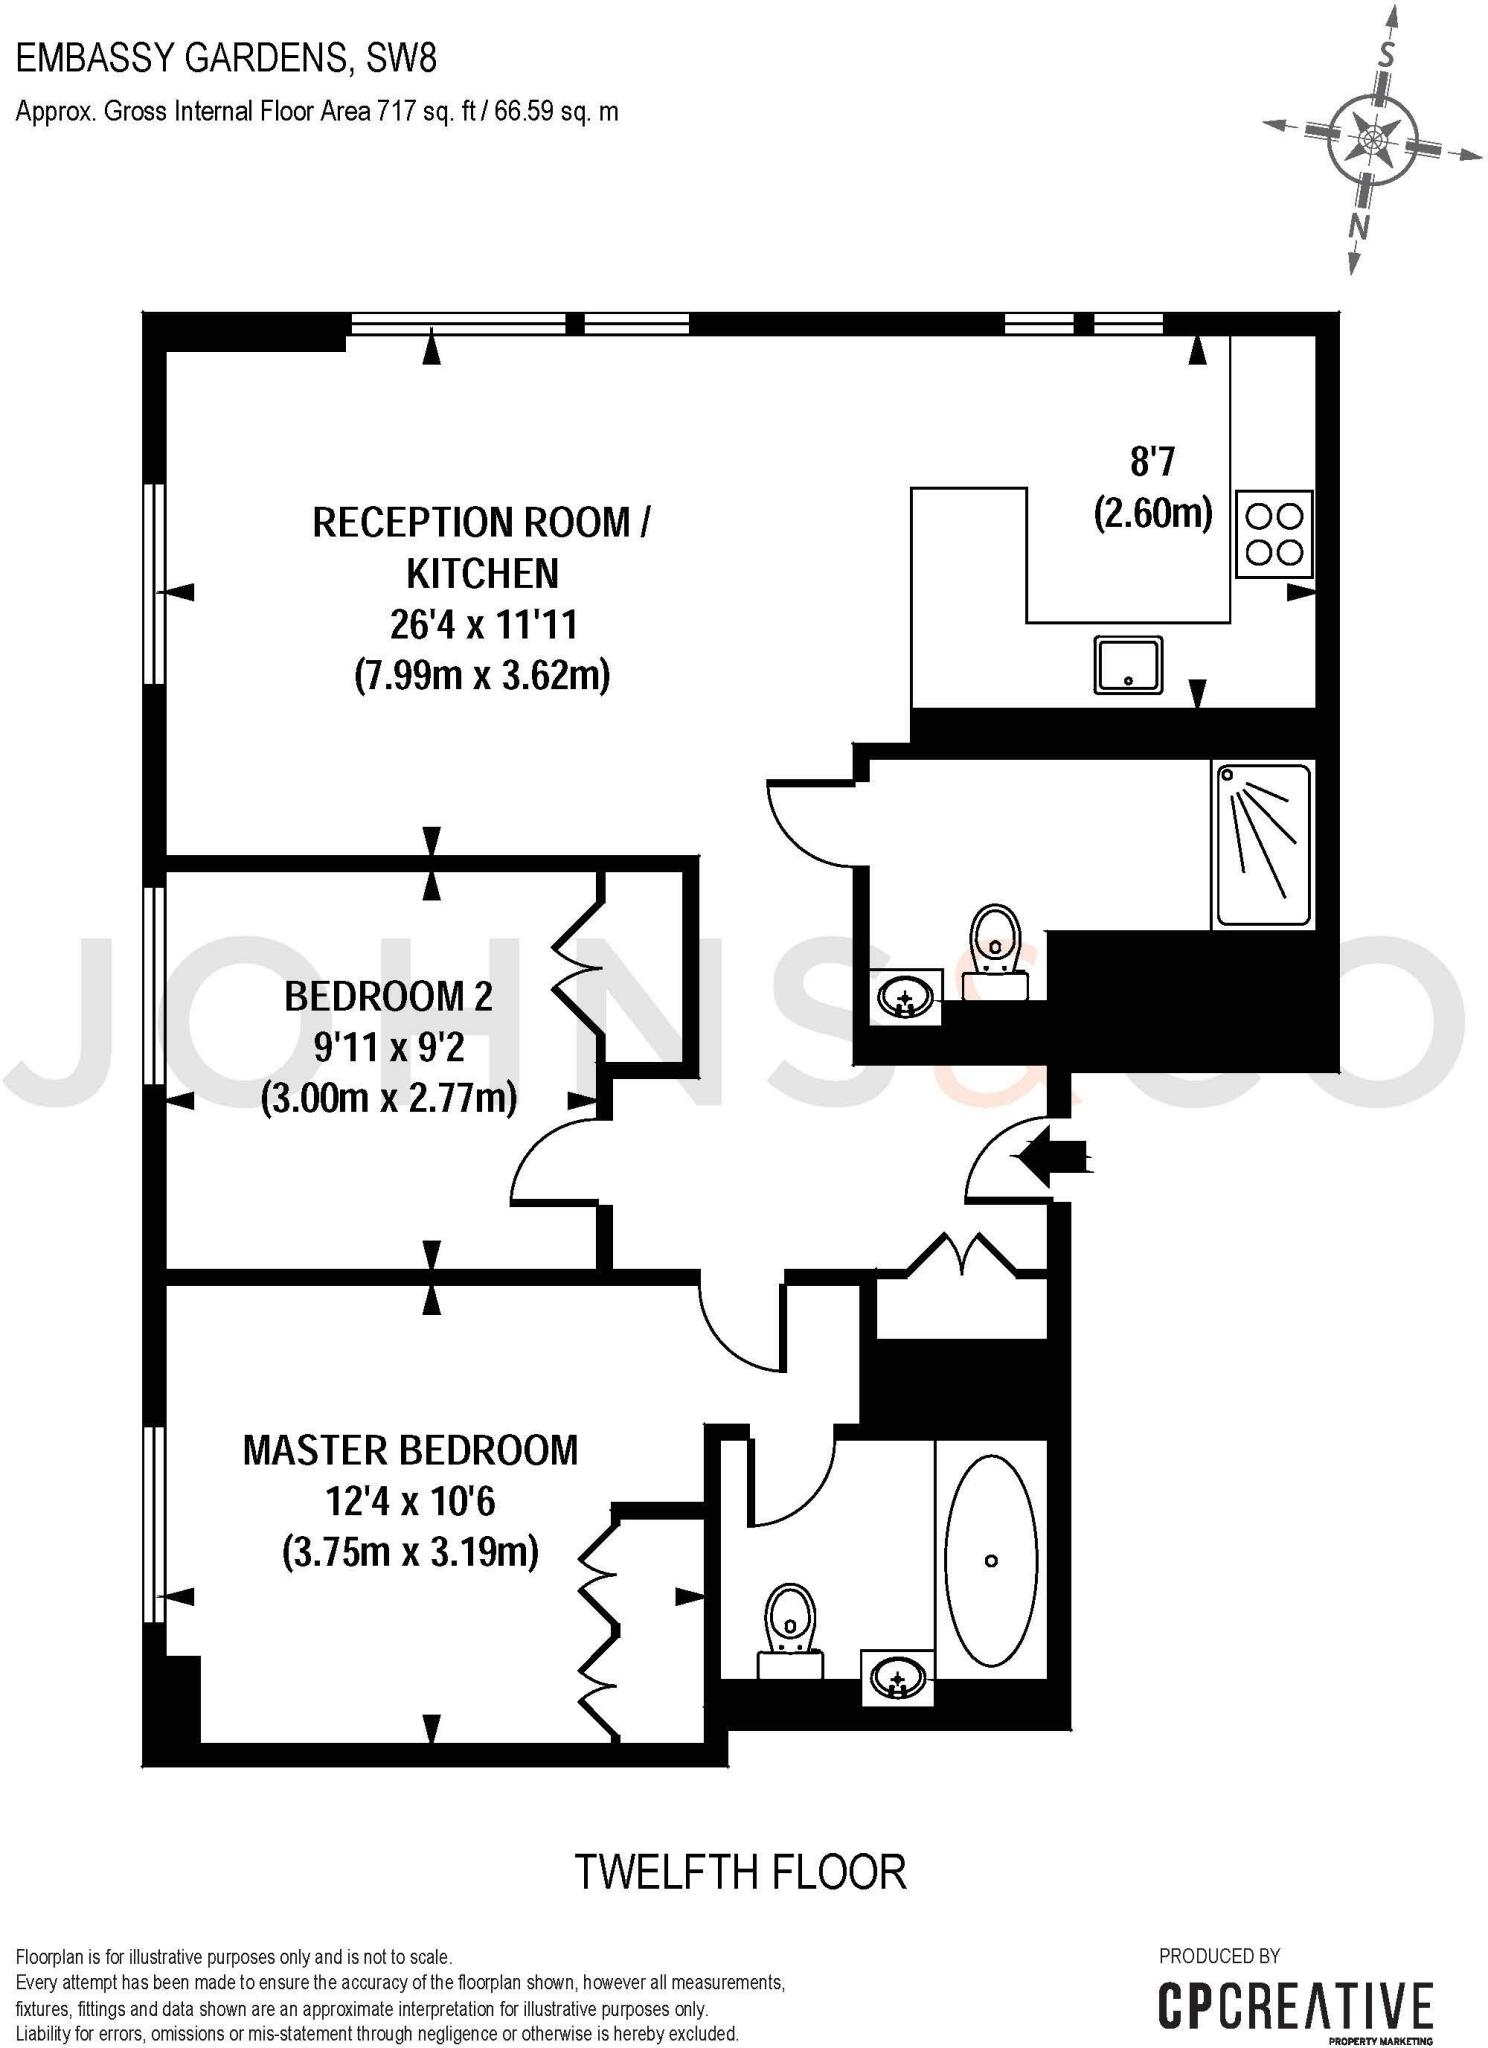 EMBASSY GARDENS, SW8
Approx. Gross Internal Floor Area 717 sq. ft / 66.59 sq. m
S
N
8'7
(2.60m)
RECEPTION ROOM /
KITCHEN
26'4 x 11'11
(7.99m x 3.62m)
JOHNS&CO
BEDROOM 2
9'11 x 9'2
(3.00m x 2.77m)
MASTER BEDROOM
12'4 x 10'6
(3.75m x 3.19m)
TWELFTH FLOOR
Floorplan is for illustrative purposes only and is not to scale.
Every attempt has been made to ensure the accuracy of the floorplan shown, however all measurements,
fixtures, fittings and data shown are an approximate interpretation for illustrative purposes only.
Liability for errors, omissions or mis-statement through negligence or otherwise is hereby excluded.
PRODUCED BY
CPCREATIVE
PROPERTY MARKETING